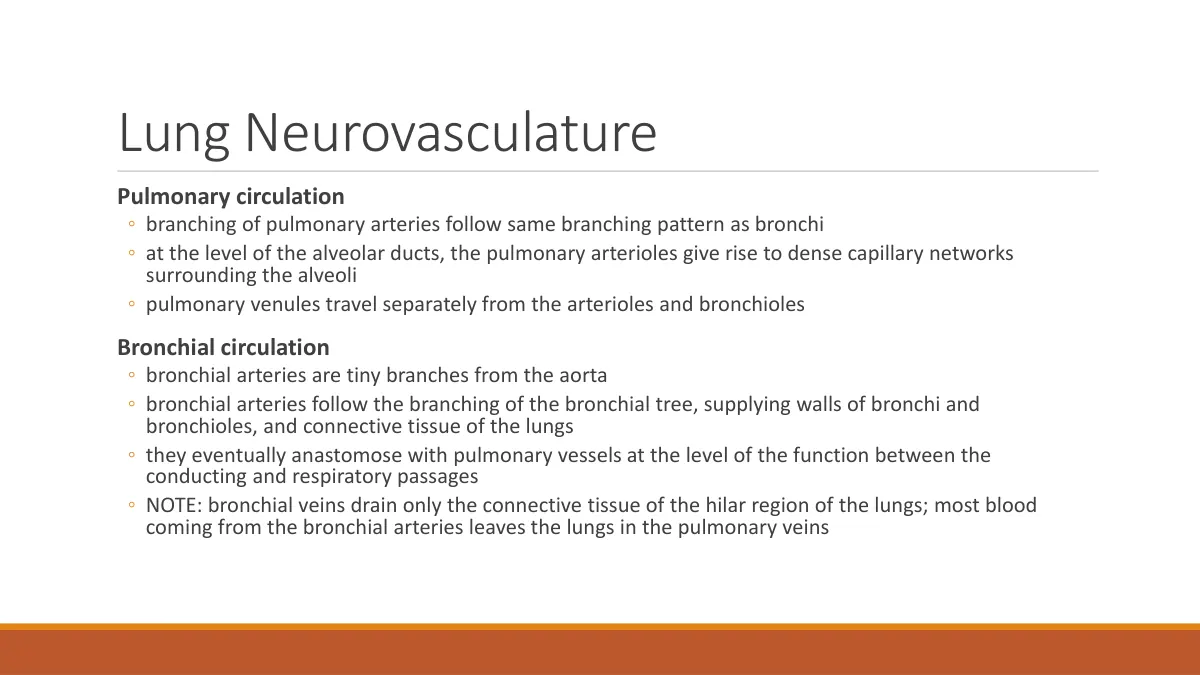 Lung Neurovasculature
Pulmonary circulation
◦ branching of pulmonary arteries follow same branching pattern as bronchi
◦ at the level of the alveolar ducts, the pulmonary arterioles give rise to dense capillary networks
surrounding the alveoli
◦ pulmonary venules travel separately from the arterioles and bronchioles
Bronchial circulation
◦ bronchial arteries are tiny branches from the aorta
◦ bronchial arteries follow the branching of the bronchial tree, supplying walls of bronchi and
bronchioles, and connective tissue of the lungs
◦ they eventually anastomose with pulmonary vessels at the level of the function between the
conducting and respiratory passages
◦ NOTE: bronchial veins drain only the connective tissue of the hilar region of the lungs; most blood
coming from the bronchial arteries leaves the lungs in the pulmonary veins